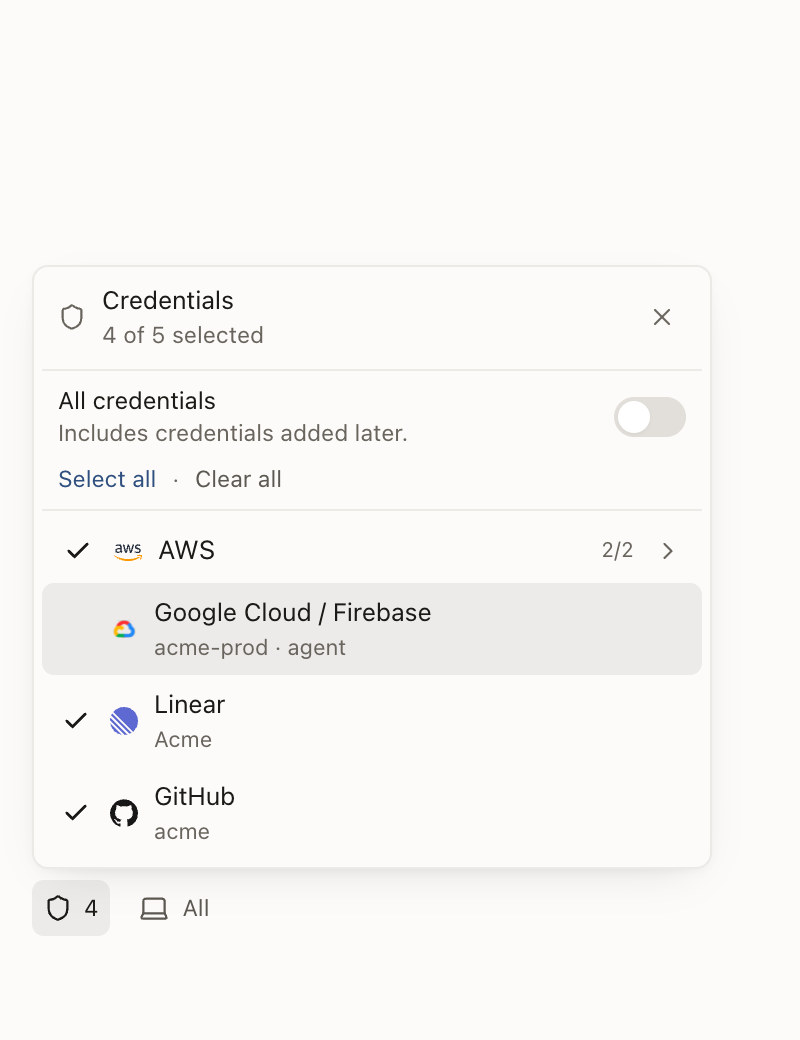 Credentials
4 of 5 selected
All credentials
Includes credentials added later.
Select all · Clear all
aws AWS 2/2
Google Cloud / Firebase
acme-prod · agent
Linear
Acme
GitHub
acme
4 All